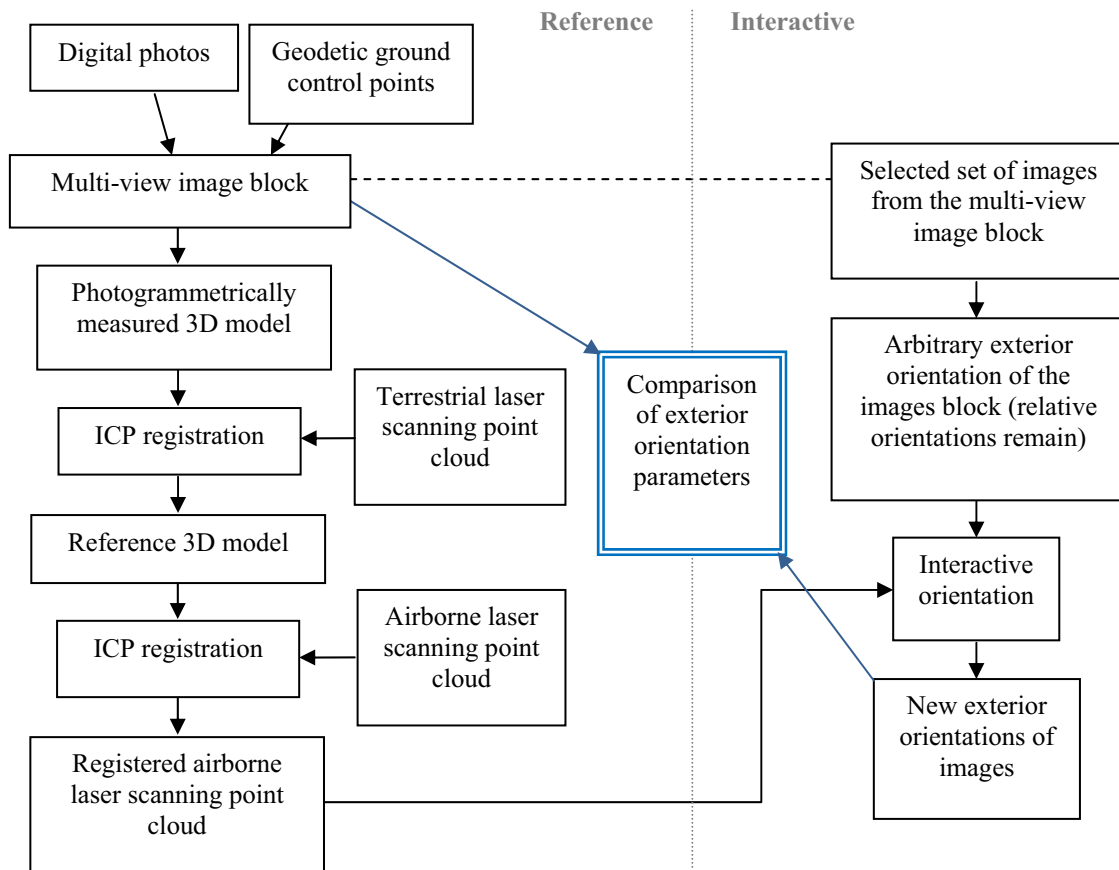 Reference
Interactive
Digital photos
Geodetic ground
control points
Multi-view image block
Selected set of images
from the multi-view
image block
Photogrammetrically
measured 3D model
Arbitrary exterior
orientation of the
images block (relative
orientations remain)
Comparison
of exterior
orientation
parameters
Terrestrial laser
scanning point
cloud
ICP registration
Reference 3D model
Interactive
orientation
Airborne laser
scanning point
cloud
ICP registration
New exterior
orientations of
images
Registered airborne
laser scanning point
cloud